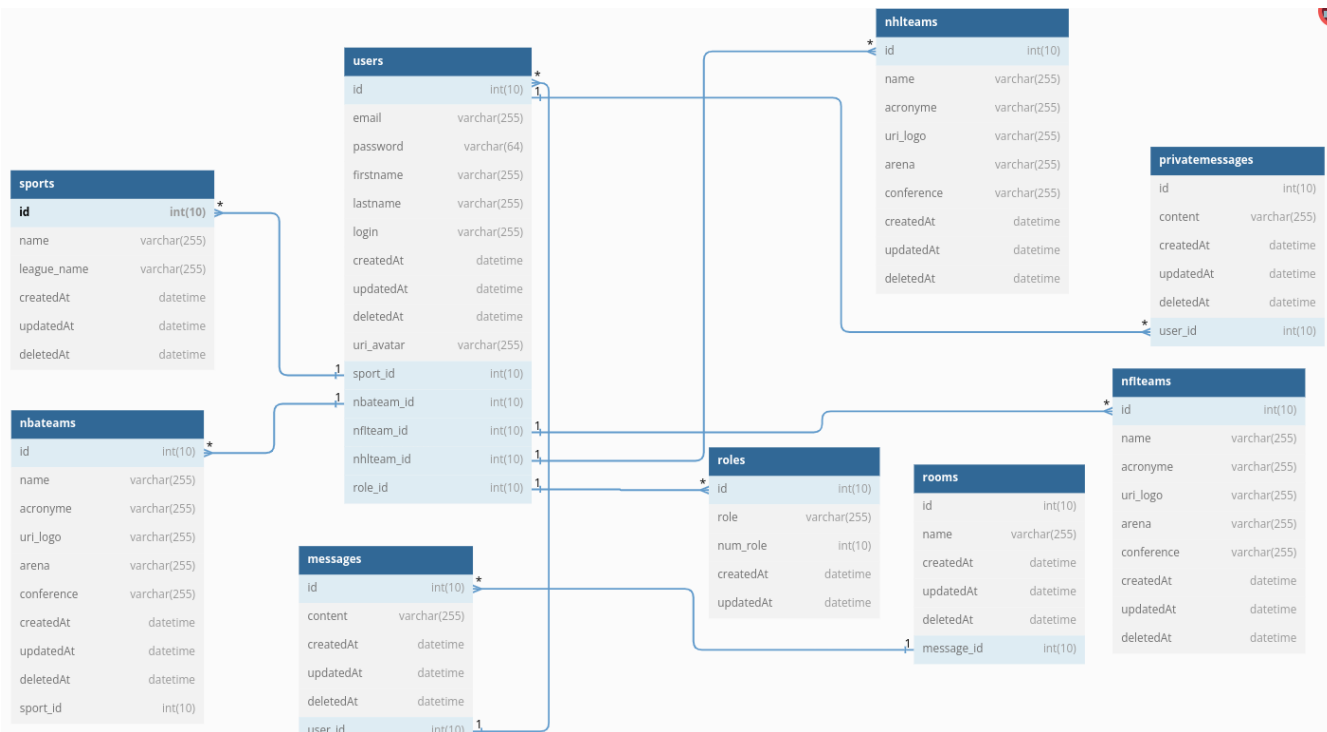 nhlteams
id int(10)
name varchar(255)
acronyme varchar(255)
uri_logo varchar(255)
arena varchar(255)
conference varchar(255)
createdAt datetime
updatedAt datetime
deletedAt datetime
*
users
id int(10)
email varchar(255)
password varchar(64)
firstname varchar(255)
lastname varchar(255)
login varchar(255)
createdAt datetime
updatedAt datetime
deletedAt datetime
uri_avatar varchar(255)
sport_id int(10)
nbateam_id int(10)
nflteam_id int(10)
nhlteam_id int(10)
role_id int(10)
*
1
1
1
1
1
1
privatemessages
id int(10)
content varchar(255)
createdAt datetime
updatedAt datetime
deletedAt datetime
user_id int(10)
*
sports
id int(10)
name varchar(255)
league_name varchar(255)
createdAt datetime
updatedAt datetime
deletedAt datetime
*
nflteams
id int(10)
name varchar(255)
acronyme varchar(255)
uri_logo varchar(255)
arena varchar(255)
conference varchar(255)
createdAt datetime
updatedAt datetime
deletedAt datetime
*
nbateams
id int(10)
name varchar(255)
acronyme varchar(255)
uri_logo varchar(255)
arena varchar(255)
conference varchar(255)
createdAt datetime
updatedAt datetime
deletedAt datetime
sport_id int(10)
*
roles
id int(10)
role varchar(255)
num_role int(10)
createdAt datetime
updatedAt datetime
*
rooms
id int(10)
name varchar(255)
createdAt datetime
updatedAt datetime
deletedAt datetime
message_id int(10)
1
messages
id int(10)
content varchar(255)
createdAt datetime
updatedAt datetime
deletedAt datetime
user_id int(10)
*
1